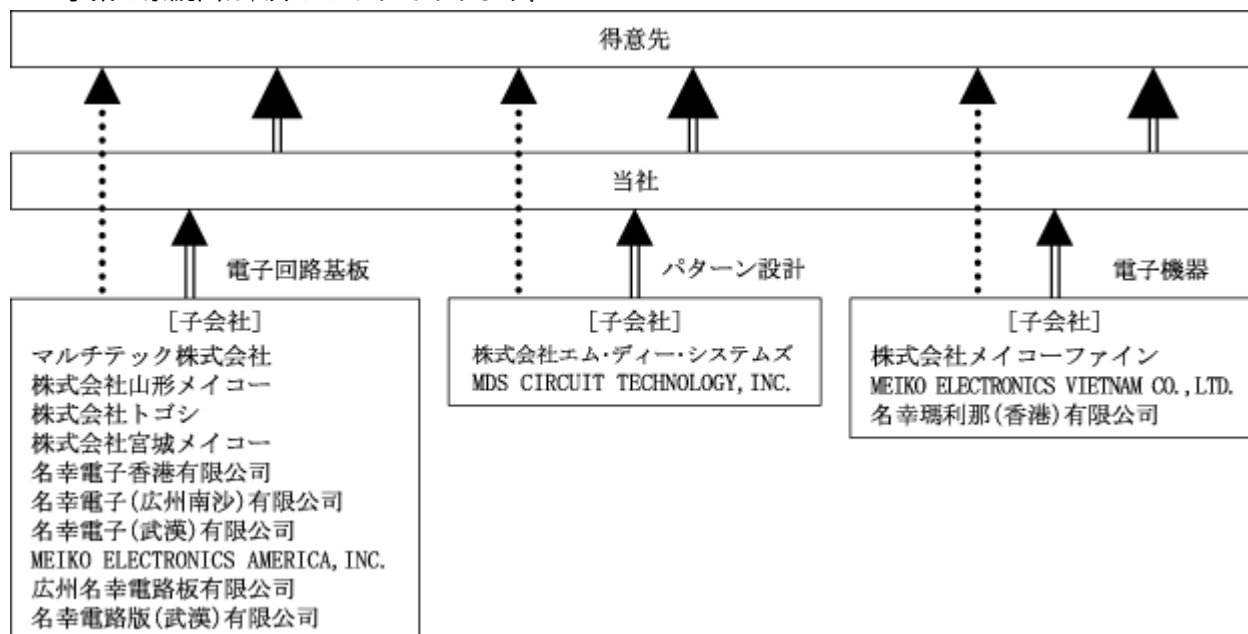 得意先
当社
電子回路基板
パターン設計
電子機器
[子会社]
マルチテック株式会社
株式会社山形メイコー
株式会社トゴシ
株式会社宮城メイコー
名幸電子香港有限公司
名幸電子(広州南沙)有限公司
名幸電子(武漢)有限公司
MEIKO ELECTRONICS AMERICA, INC.
広州名幸電路板有限公司
名幸電路版(武漢)有限公司
[子会社]
株式会社エム・ディー・システムズ
MDS CIRCUIT TECHNOLOGY, INC.
[子会社]
株式会社メイコーファイン
MEIKO ELECTRONICS VIETNAM CO., LTD.
名幸瑪利那(香港)有限公司